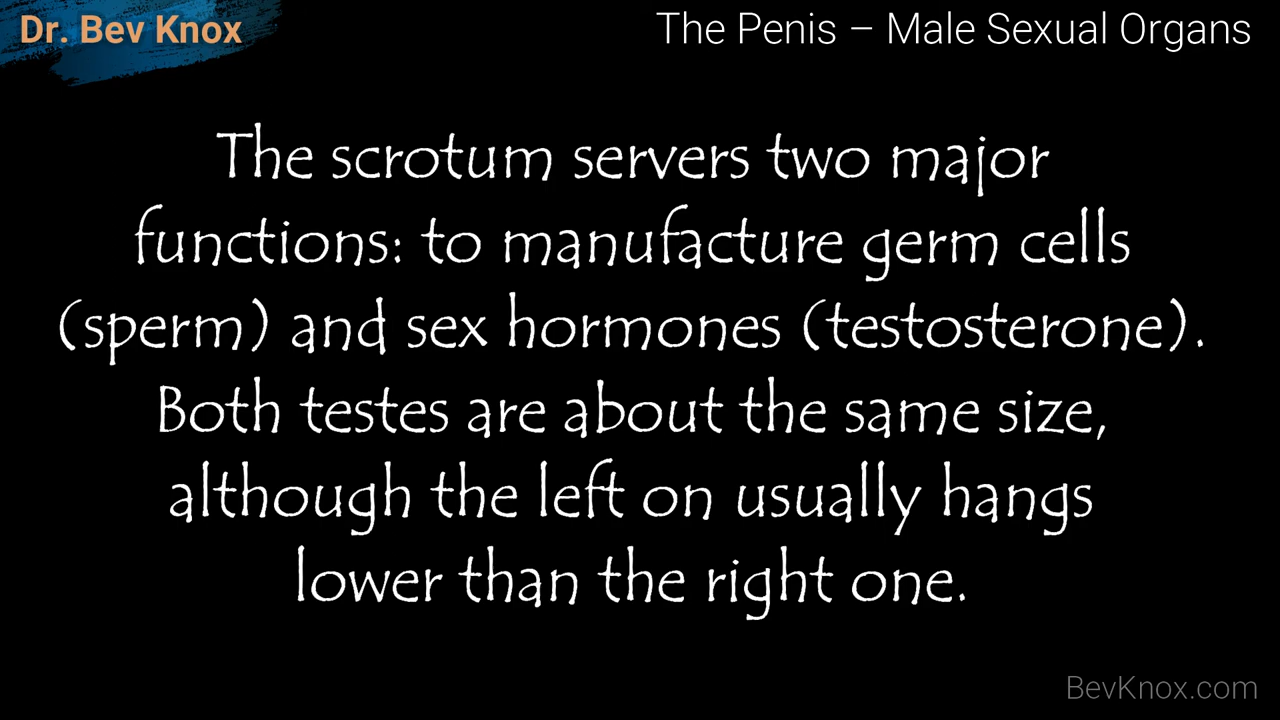 Dr. Bev Knox
The Penis – Male Sexual Organs
The scrotum servers two major
functions: to manufacture germ cells
(sperm) and sex hormones (testosterone).
Both testes are about the same size,
although the left on usually hangs
lower than the right one.
BevKnox.com